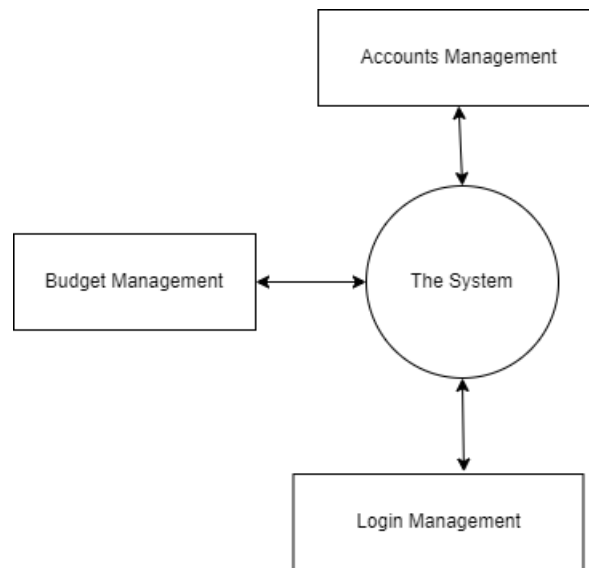 Accounts Management
Budget Management
The System
Login Management